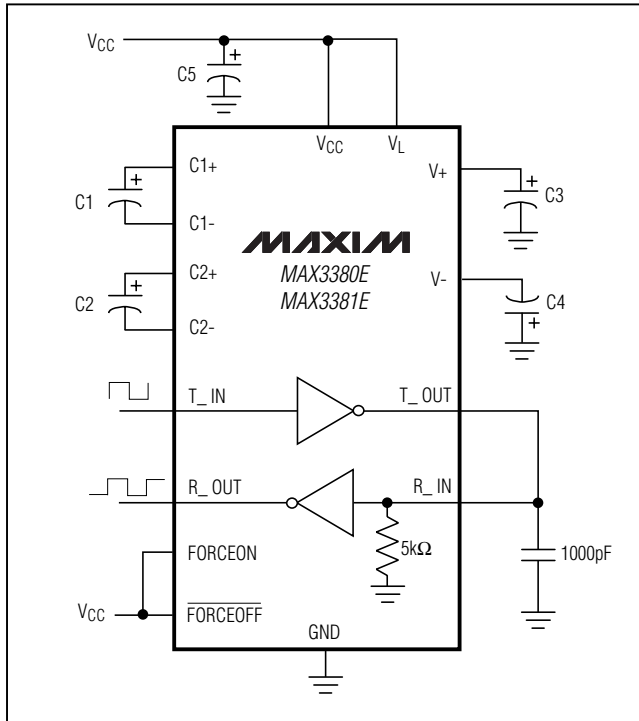 VCC
C5
VCC VL
C1+ V+
C1 C3
C1-
MAXIM
C2+ MAX3380E V-
C2 MAX3381E C4
C2-
T_ IN T_ OUT
R_ OUT R_ IN
5kΩ 1000pF
FORCEON
VCC FORCEOFF
GND